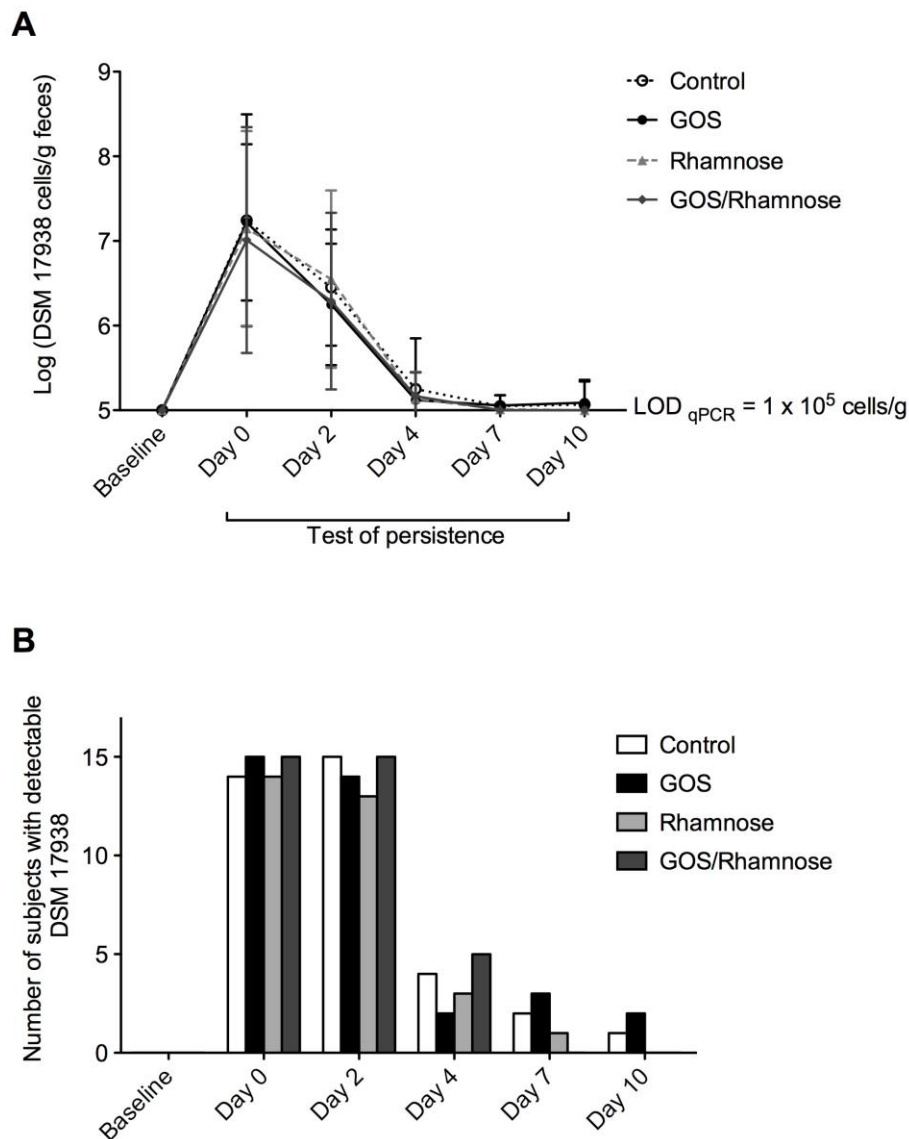 A
Log (DSM 17938 cells/g feces)
9
8
7
6
5
Baseline
Day 0
Day 2
Day 4
Day 7
Day 10
Test of persistence
Control
GOS
Rhamnose
GOS/Rhamnose
LOD qPCR = 1 x 10⁵ cells/g
B
Number of subjects with detectable
DSM 17938
15
10
5
0
Baseline
Day 0
Day 2
Day 4
Day 7
Day 10
Control
GOS
Rhamnose
GOS/Rhamnose